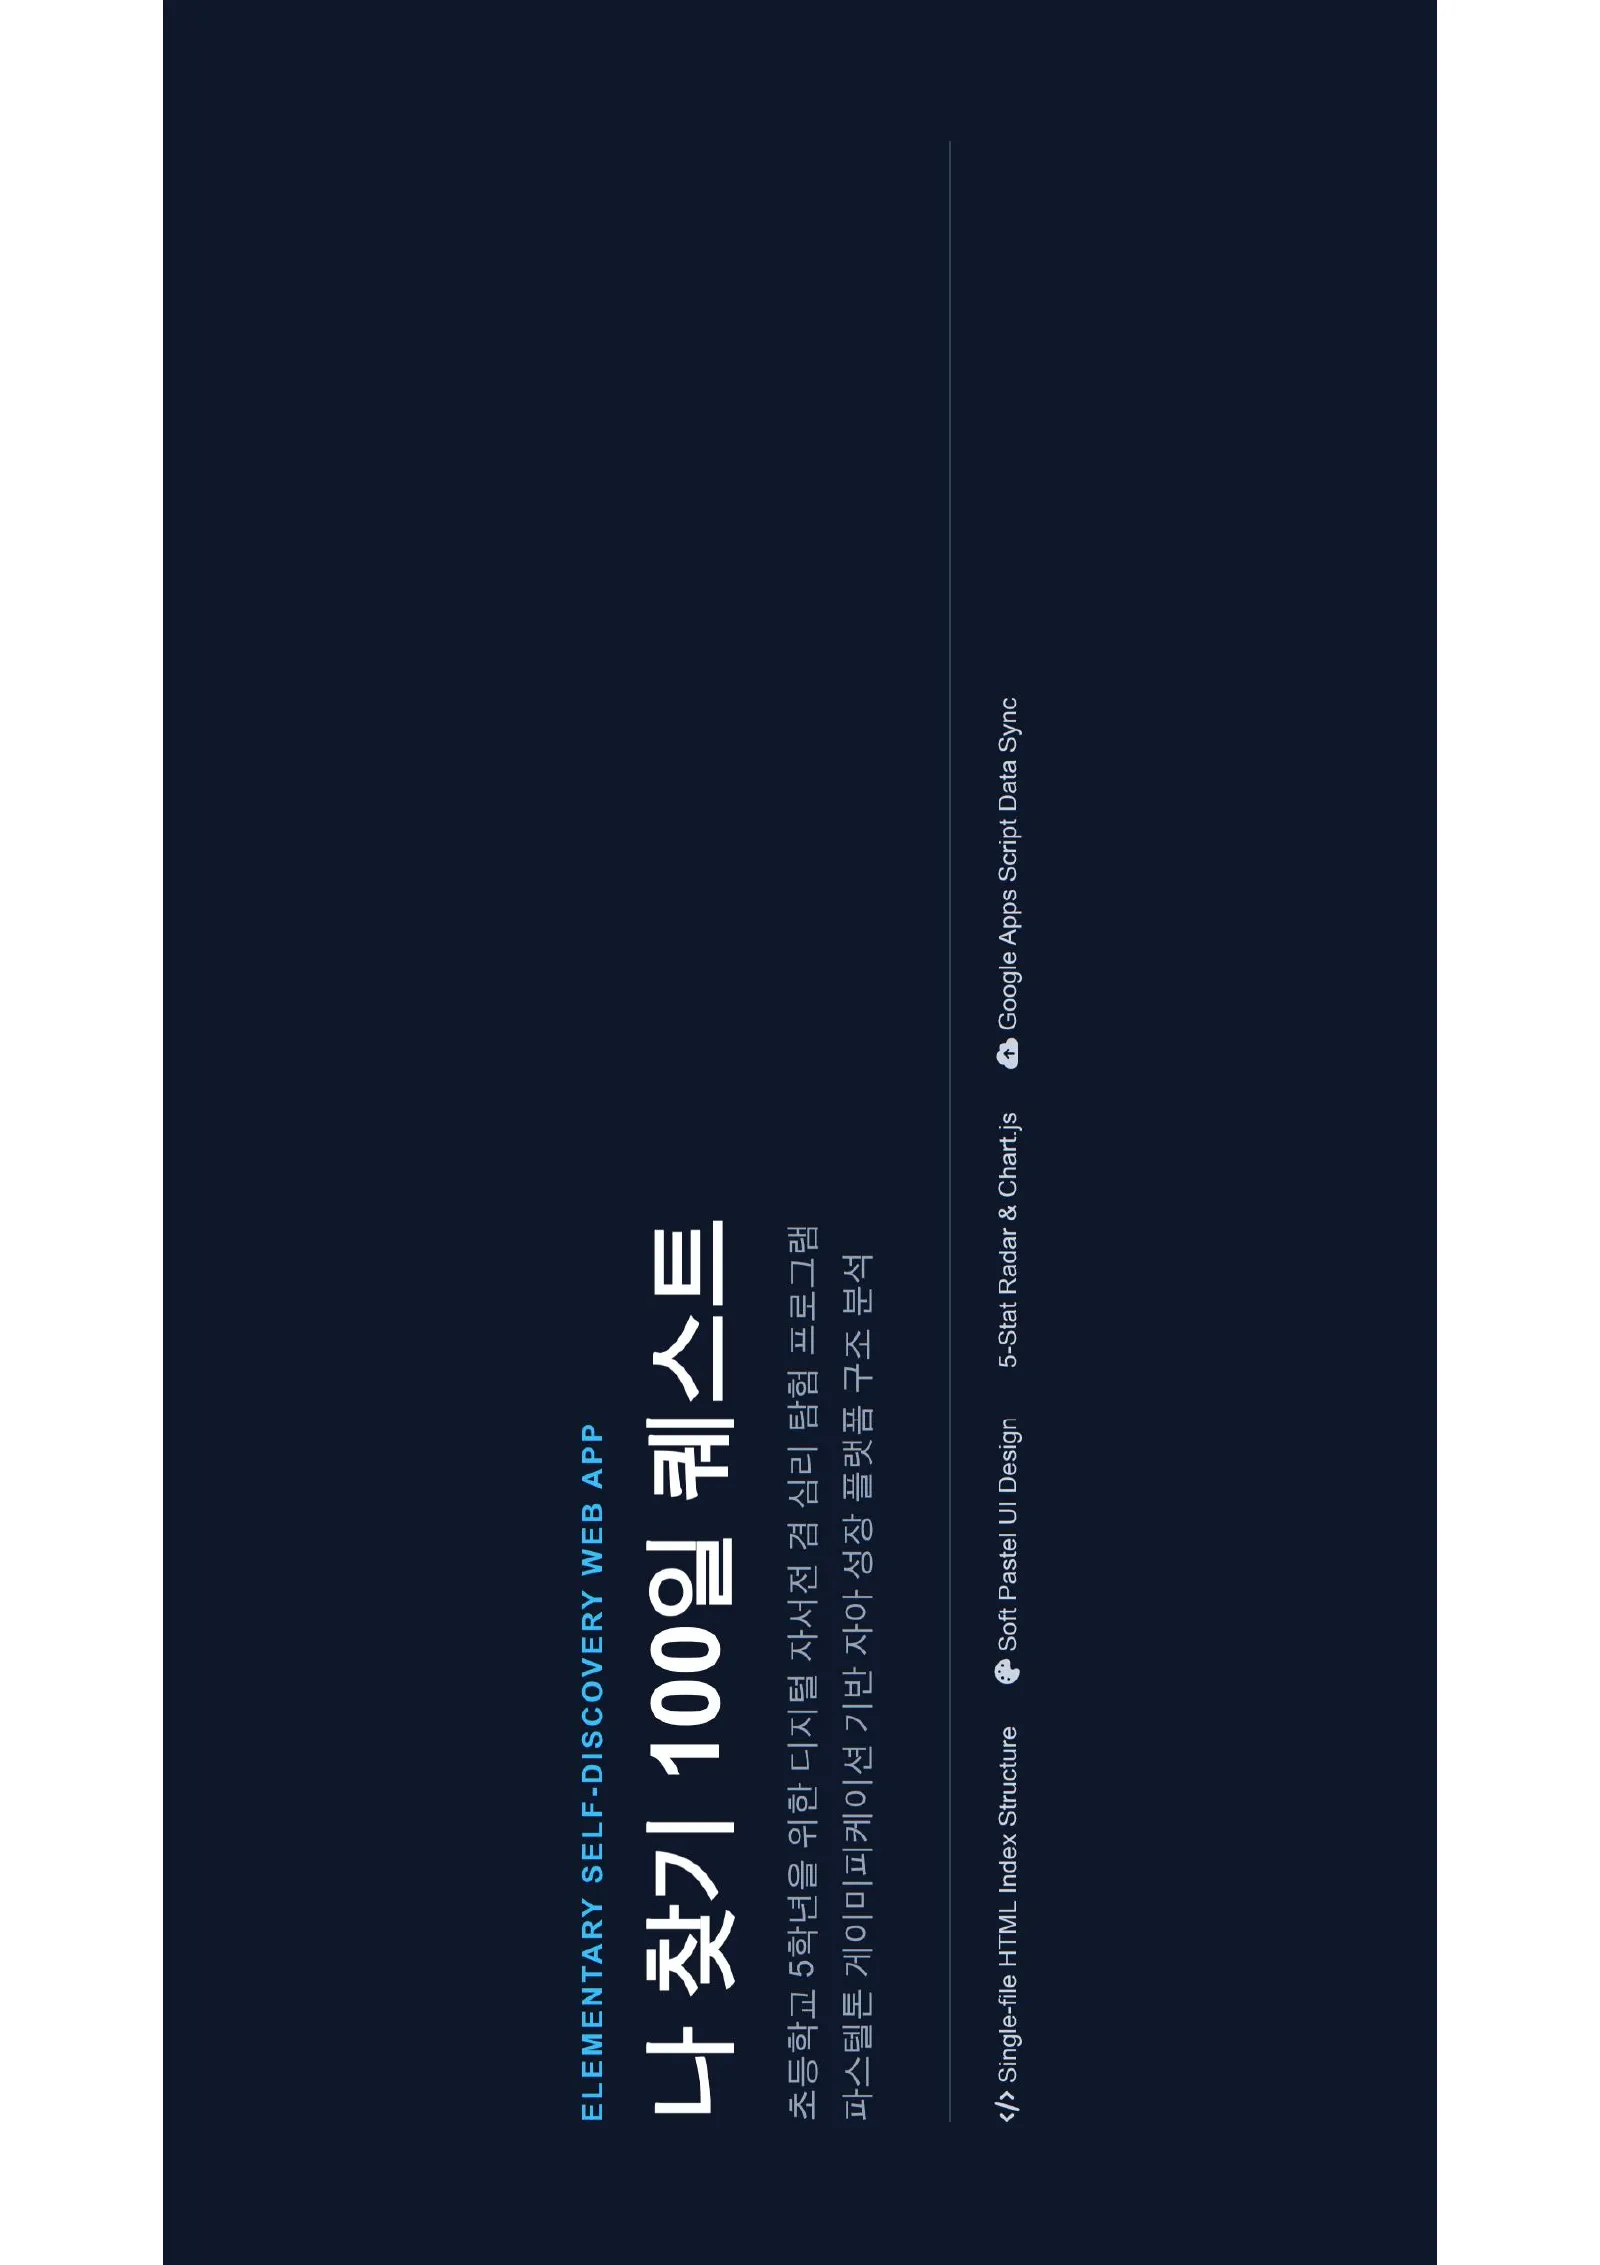 ELEMENTARY SELF-DISCOVERY WEB APP
나 찾기 100일 퀘스트
초등학교 5학년을 위한 디지털 자서전 겸 심리 탐험 프로그램
파스텔톤 게이미피케이션 기반 자아 성장 플랫폼 구조 분석
Single-file HTML Index Structure
Soft Pastel UI Design
5-Stat Radar & Chart.js
Google Apps Script Data Sync